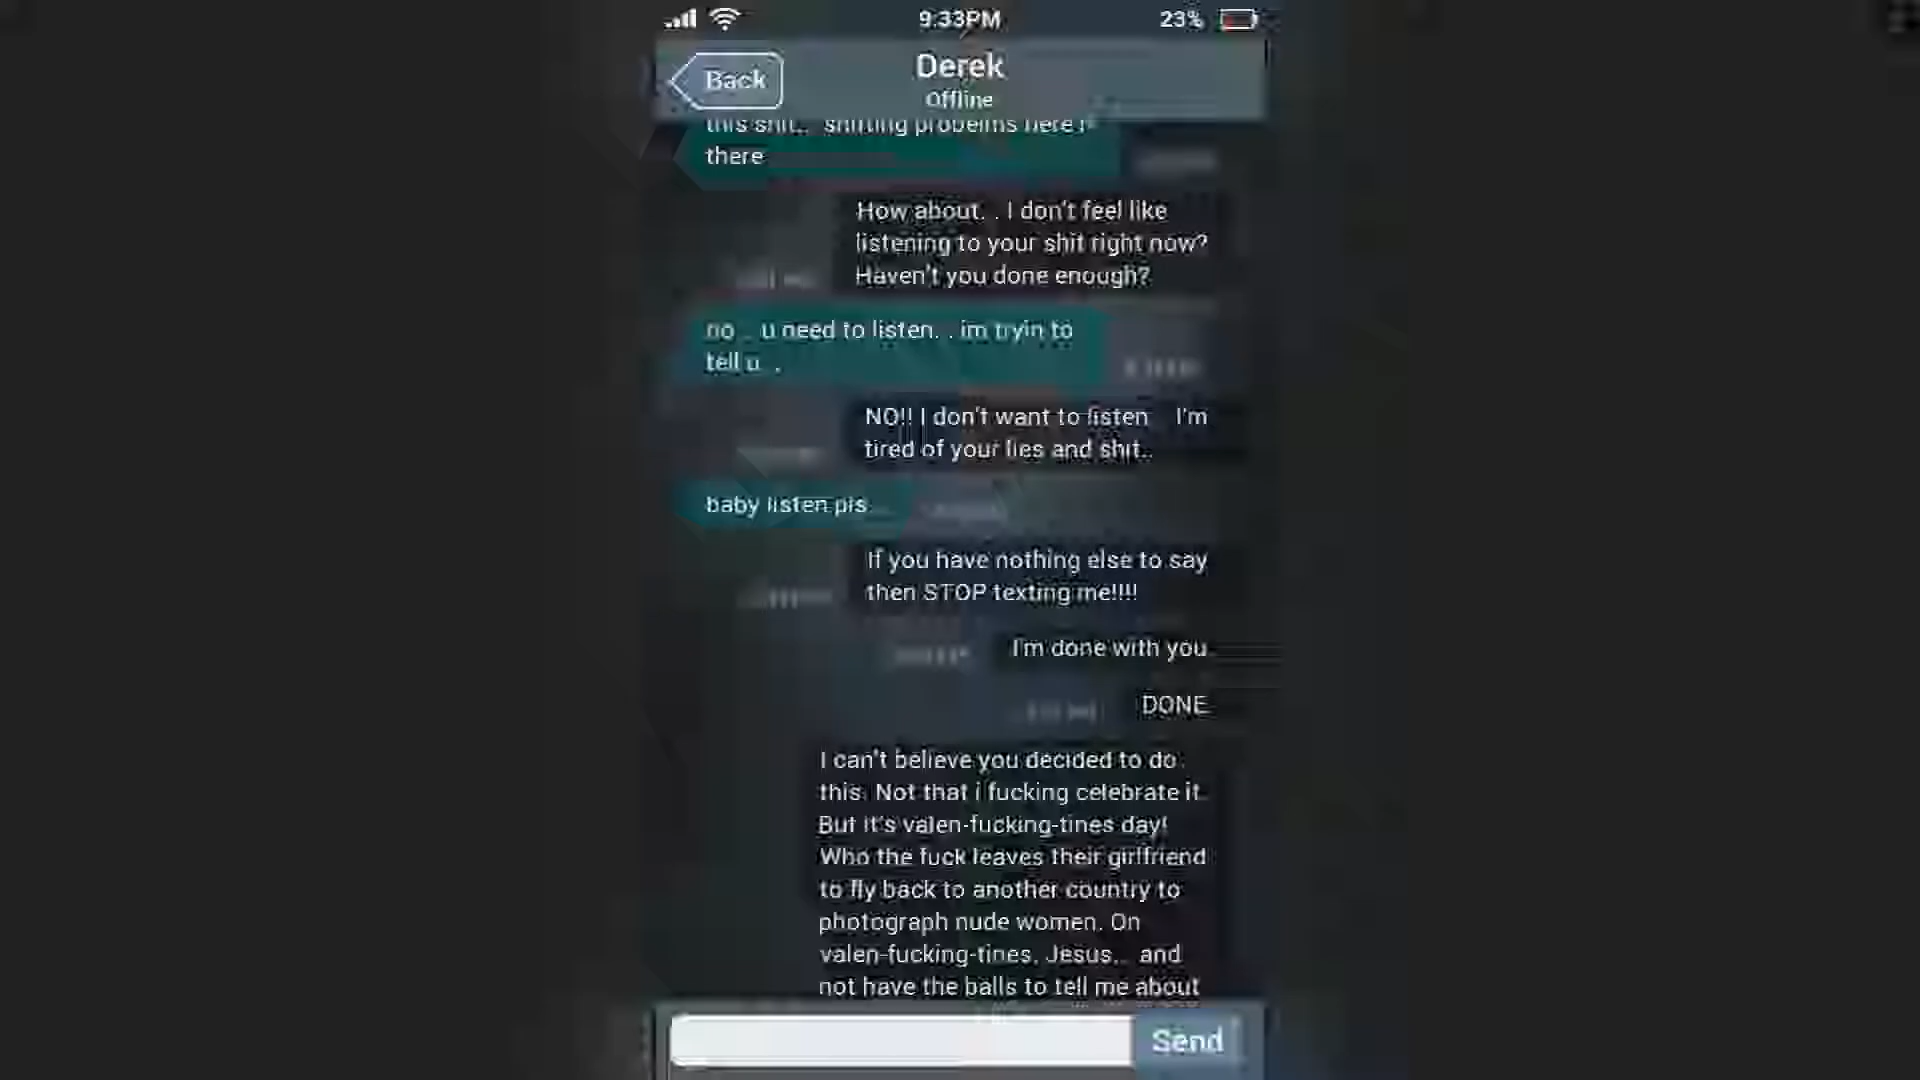 9:33PM
23%
Back
Derek
Offline
this shit.. shifting probelms here n
there
How about. . I don't feel like
listening to your shit right now?
Haven't you done enough?
no . u need to listen. . im tryin to
tell u . .
NO!! I don't want to listen I'm
tired of your lies and shit..
baby listen pls...
If you have nothing else to say
then STOP texting me!!!!
I'm done with you.
DONE.
I can't believe you decided to do
this. Not that i fucking celebrate it.
But it's valen-fucking-tines day!
Who the fuck leaves their girlfriend
to fly back to another country to
photograph nude women. On
valen-fucking-tines. Jesus... and
not have the balls to tell me about
Send